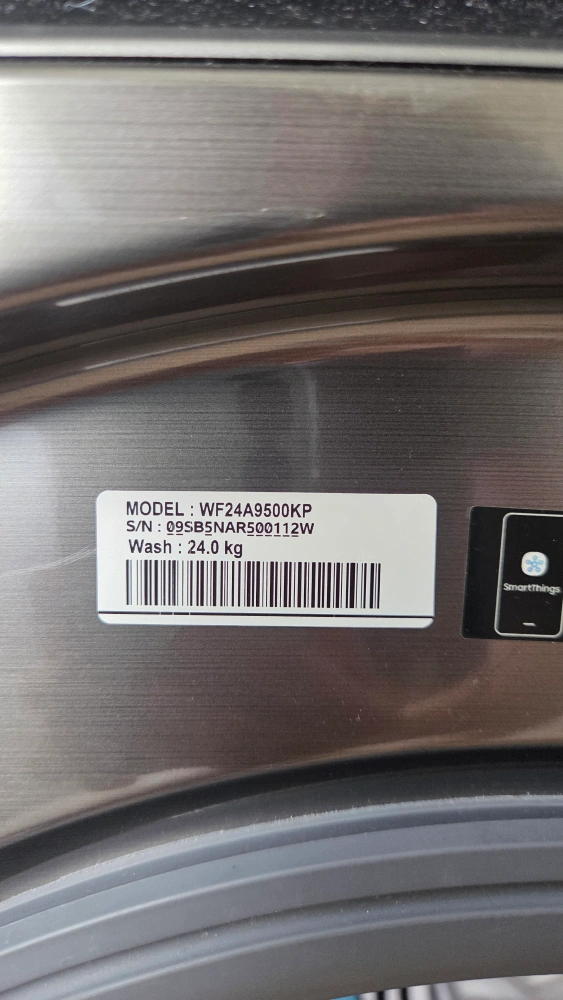 MODEL : WF24A9500KP
S/N : 09SB5NAR500112W
Wash : 24.0 kg
SmartThings